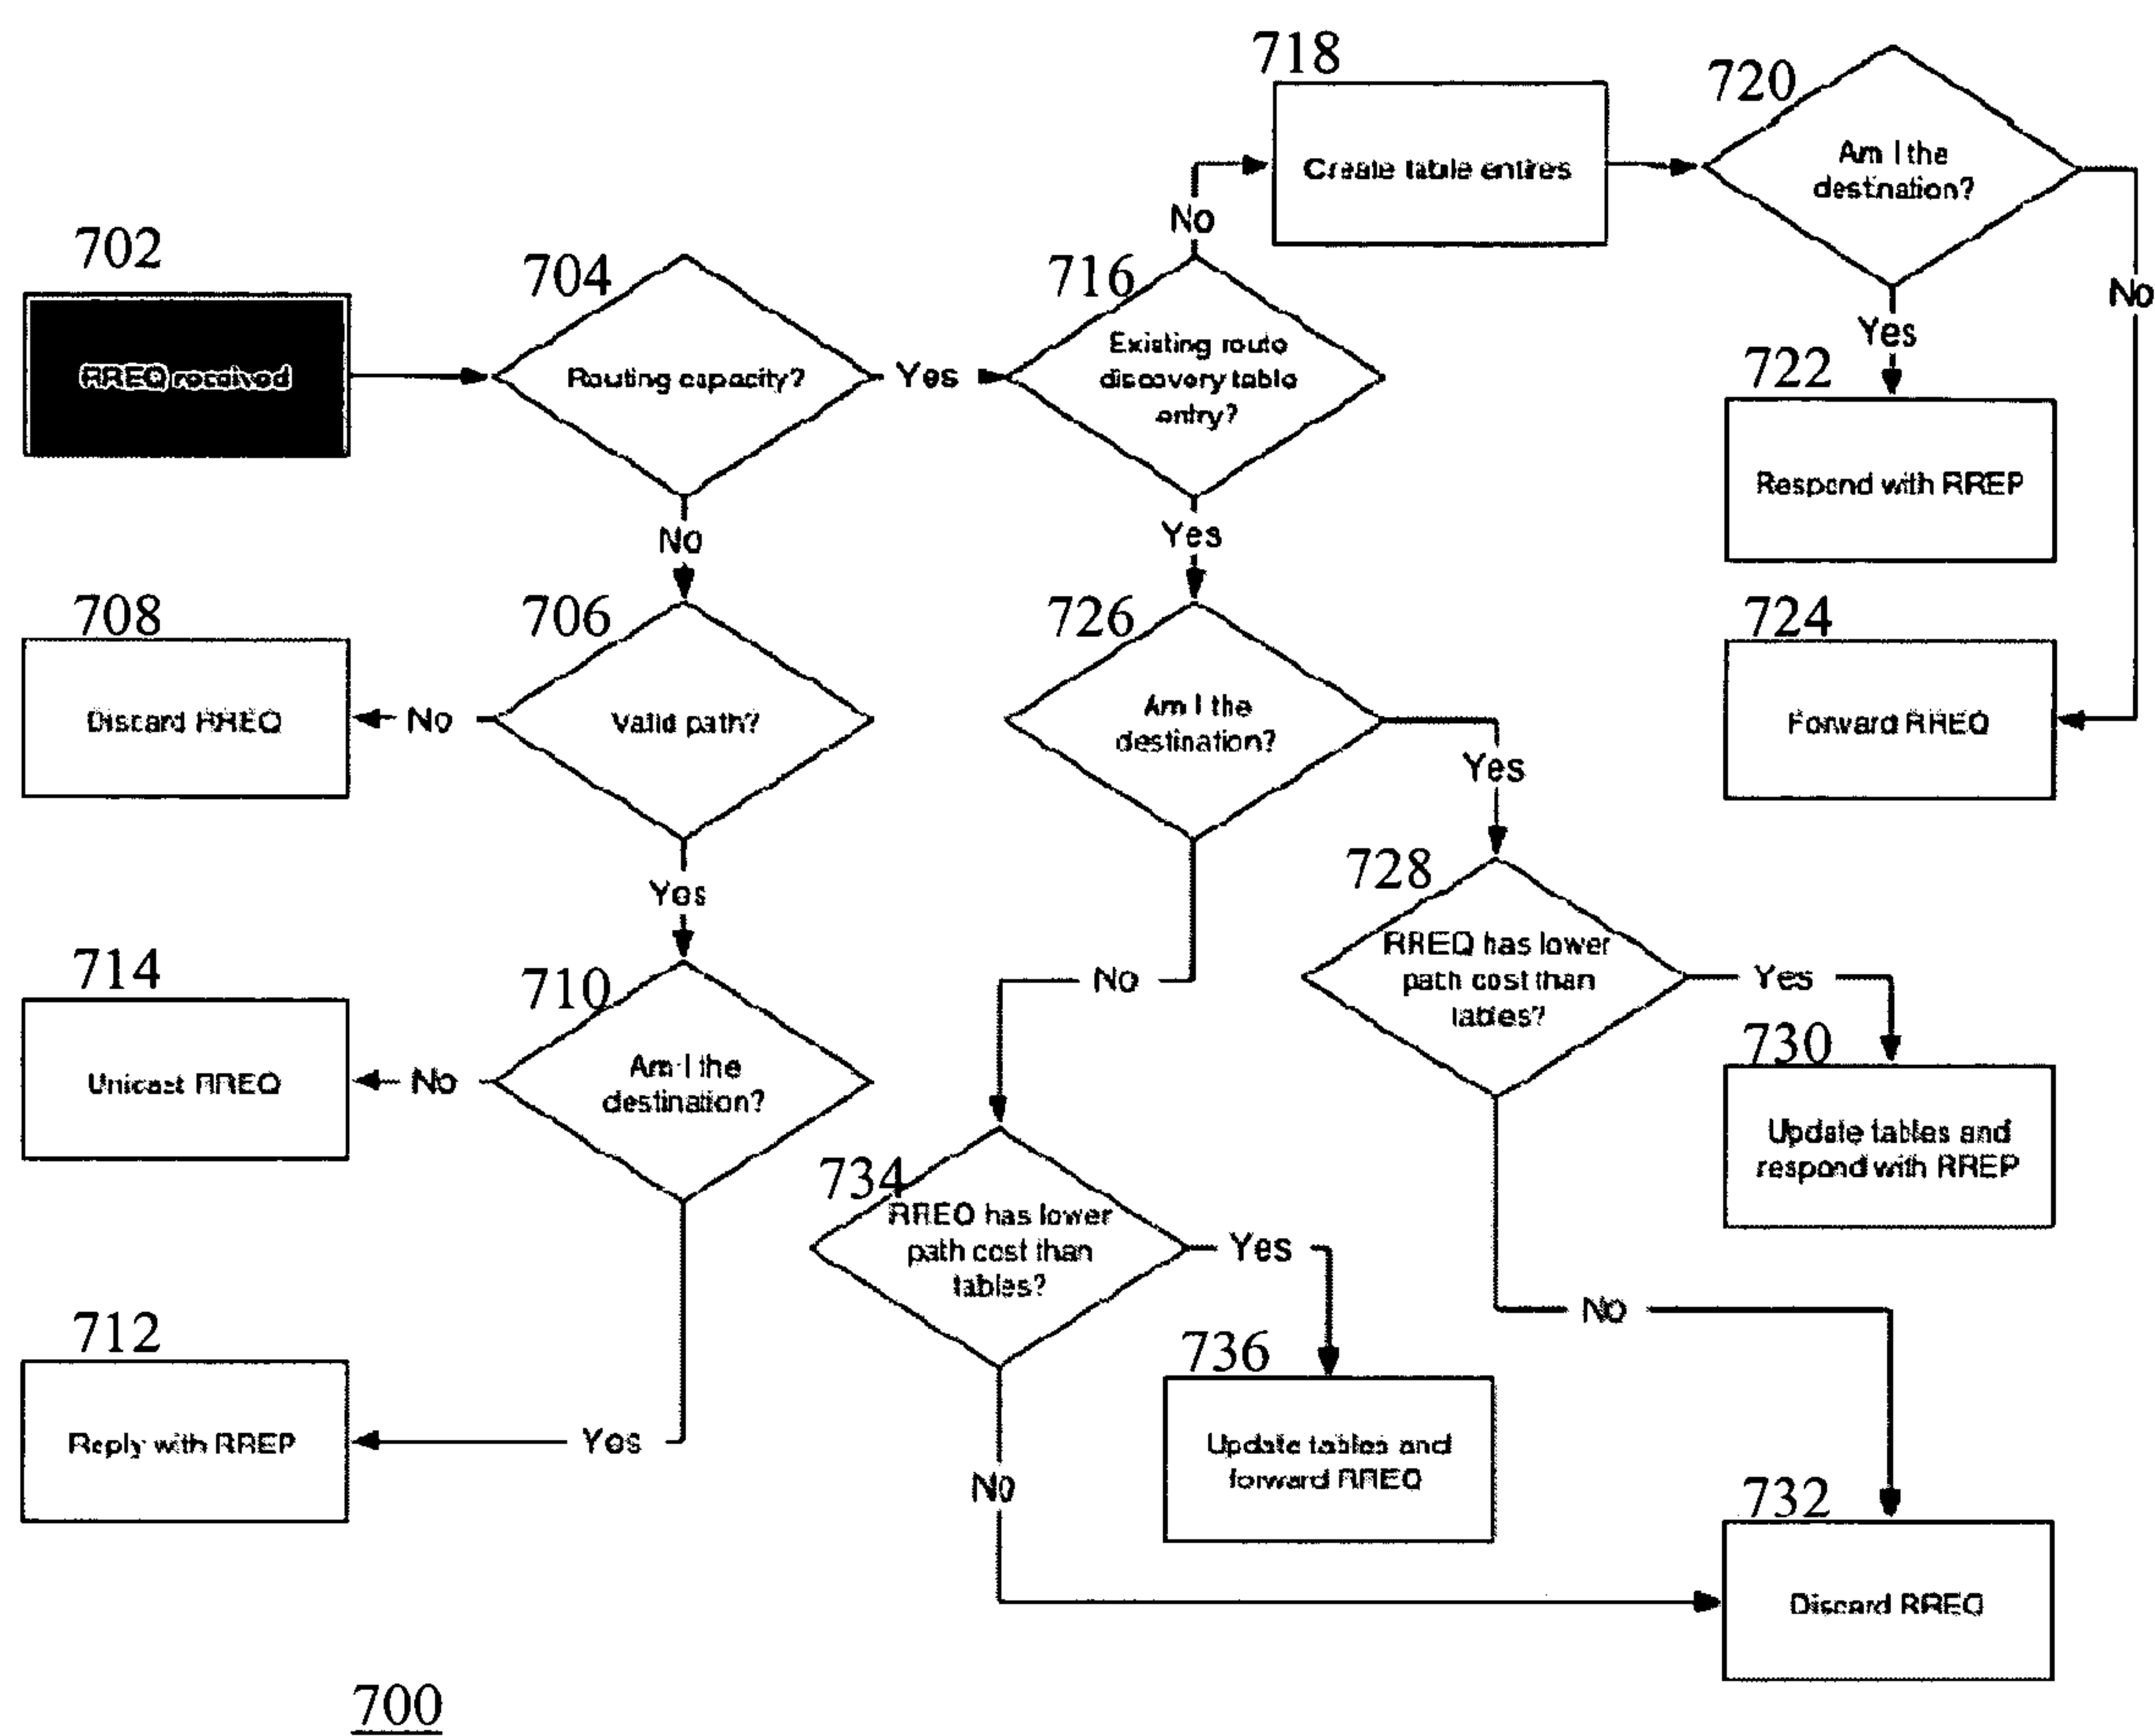 718
Create table entires
720
Am I the
destination?
No
No
Yes
702
RREQ received
704
Routing capacity?
Yes
716
Existing route
discovery table
entry?
722
Respond with RREP
No
Yes
708
Discard RREQ
No
706
Valid path?
726
Am I the
destination?
Yes
724
Forward RREQ
Yes
728
RREQ has lower
path cost than
tables?
Yes
714
Unicast RREQ
No
710
Am I the
destination?
No
730
Update tables and
respond with RREP
734
RREQ has lower
path cost than
tables?
Yes
No
712
Reply with RREP
Yes
736
Update tables and
forward RREQ
No
732
Discard RREQ
700